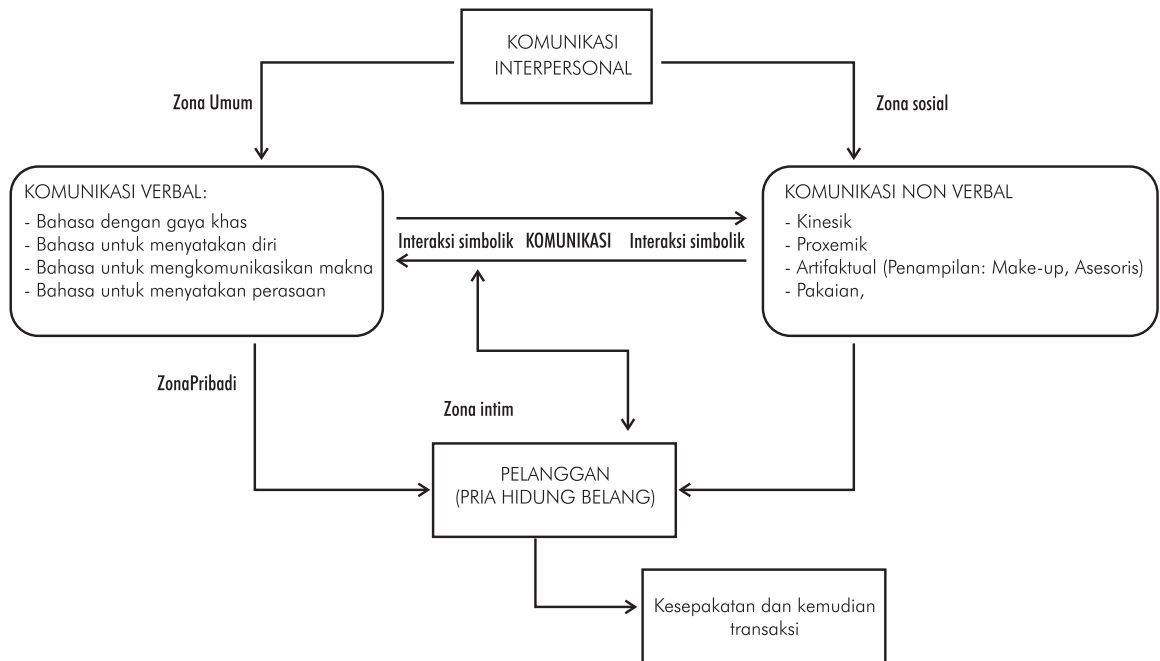 KOMUNIKASI
INTERPERSONAL
Zona Umum
Zona sosial
KOMUNIKASI VERBAL:
- Bahasa dengan gaya khas
- Bahasa untuk menyatakan diri
- Bahasa untuk mengkomunikasikan makna
- Bahasa untuk menyatakan perasaan
Interaksi simbolik KOMUNIKASI Interaksi simbolik
KOMUNIKASI NON VERBAL
- Kinesik
- Proxemik
- Artifaktual (Penampilan: Make-up, Asesoris)
- Pakaian,
ZonaPribadi
Zona intim
PELANGGAN
(PRIA HIDUNG BELANG)
Kesepakatan dan kemudian
transaksi